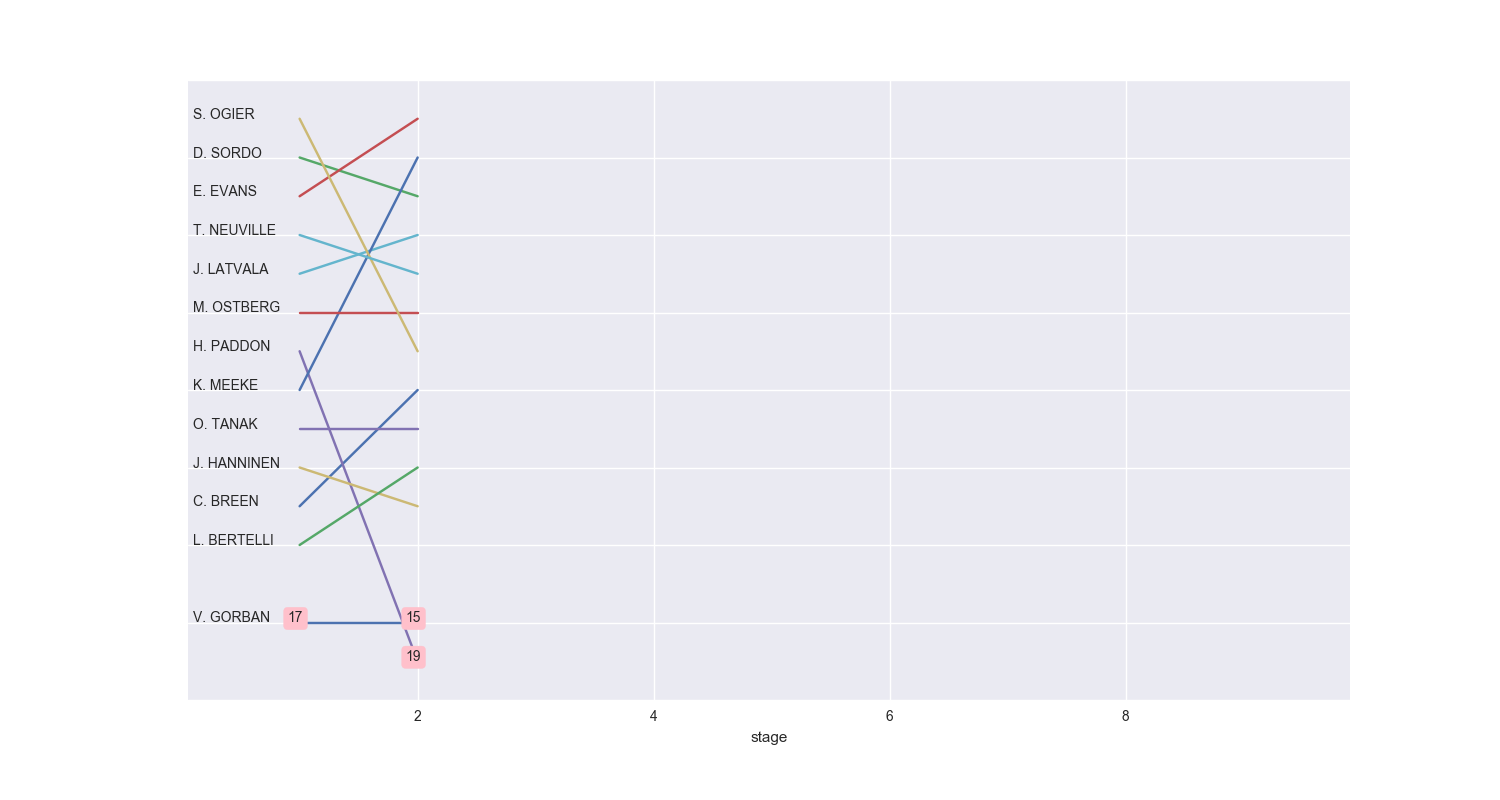 S. OGIER
D. SORDO
E. EVANS
T. NEUVILLE
J. LATVALA
M. OSTBERG
H. PADDON
K. MEEKE
O. TANAK
J. HANNINEN
C. BREEN
L. BERTELLI
V. GORBAN 17 15
19
2 4 6 8
stage